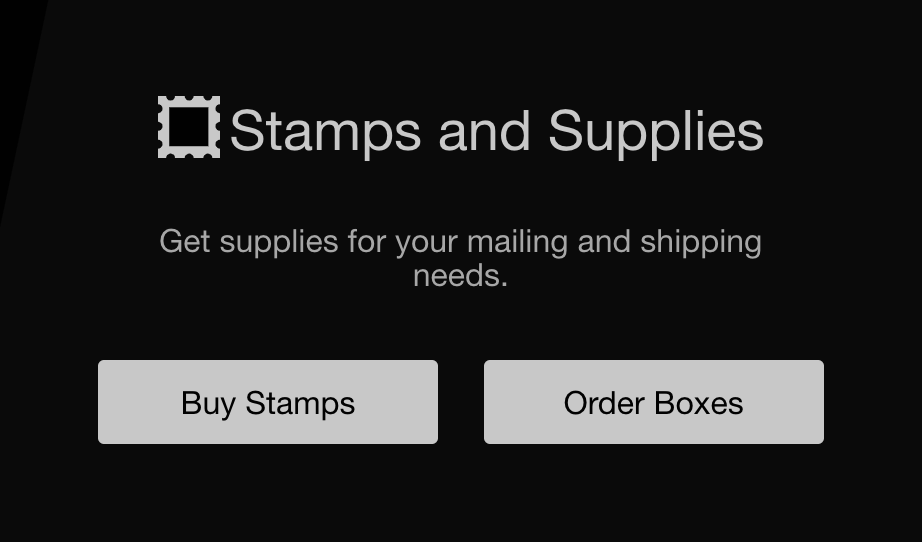 Stamps and Supplies
Get supplies for your mailing and shipping
needs.
Buy Stamps
Order Boxes